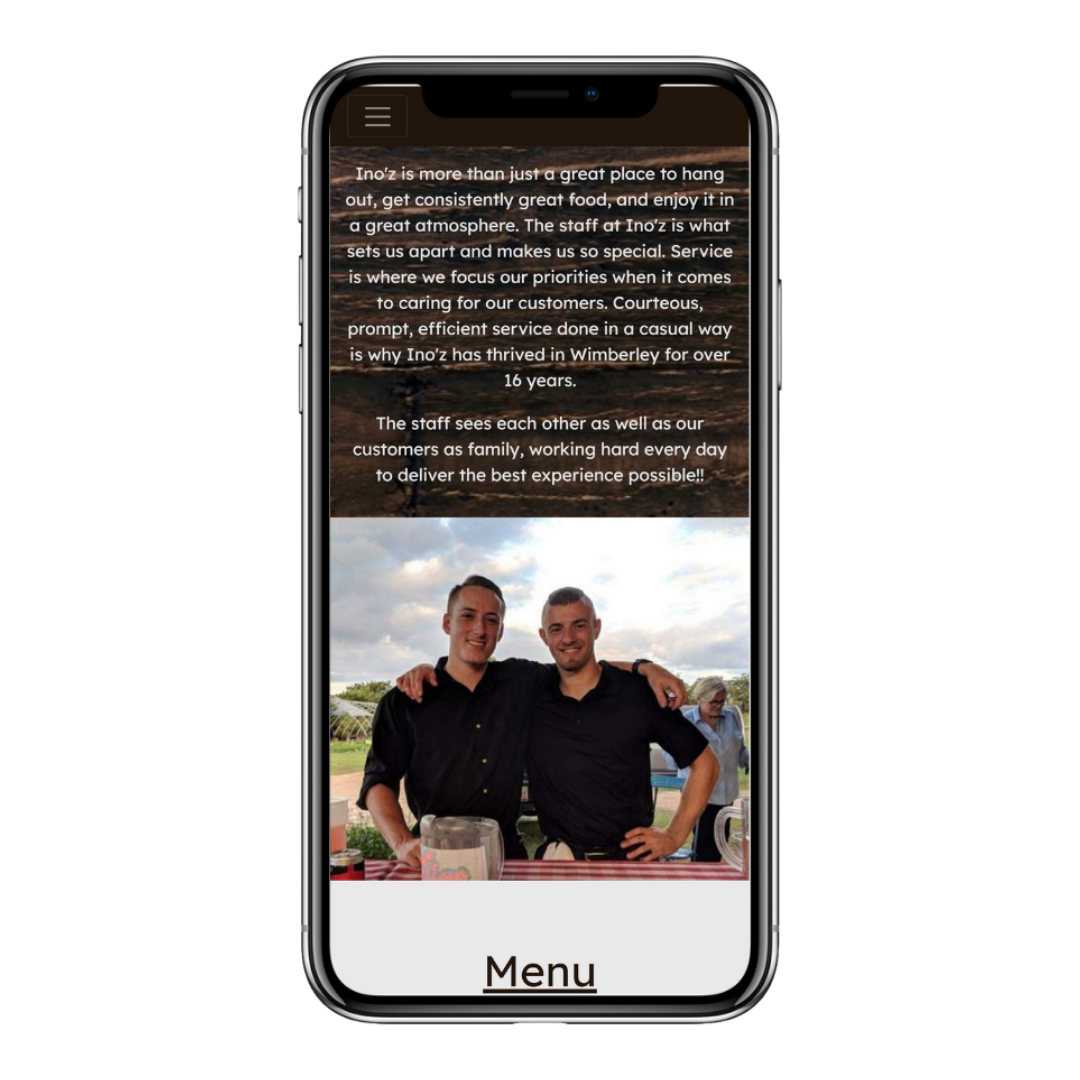 Ino'z is more than just a great place to hang
out, get consistently great food, and enjoy it in
a great atmosphere. The staff at Ino'z is what
sets us apart and makes us so special. Service
is where we focus our priorities when it comes
to caring for our customers. Courteous,
prompt, efficient service done in a casual way
is why Ino'z has thrived in Wimberley for over
16 years.
The staff sees each other as well as our
customers as family, working hard every day
to deliver the best experience possible!!
Menu